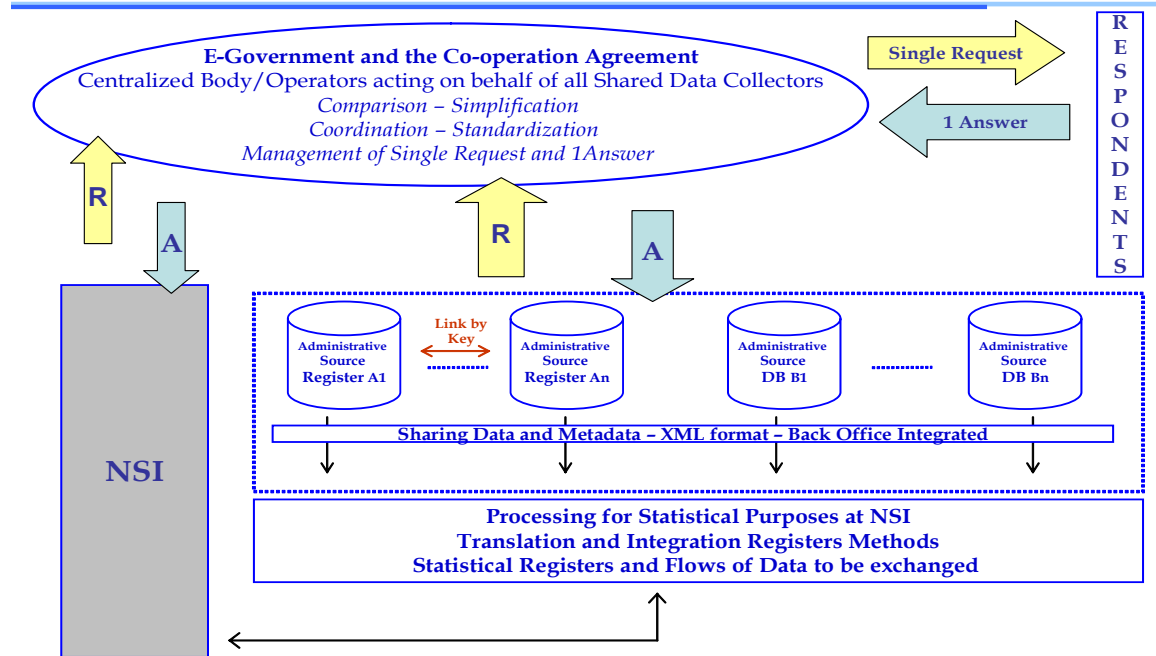 E-Government and the Co-operation Agreement
Centralized Body/Operators acting on behalf of all Shared Data Collectors
Comparison – Simplification
Coordination – Standardization
Management of Single Request and 1Answer
Single Request
1 Answer
R
E
S
P
O
N
D
E
N
T
S
R
A
R
A
NSI
Administrative
Source
Register A1
Link by
Key
Administrative
Source
Register An
Administrative
Source
DB B1
Administrative
Source
DB Bn
Sharing Data and Metadata – XML format – Back Office Integrated
Processing for Statistical Purposes at NSI
Translation and Integration Registers Methods
Statistical Registers and Flows of Data to be exchanged